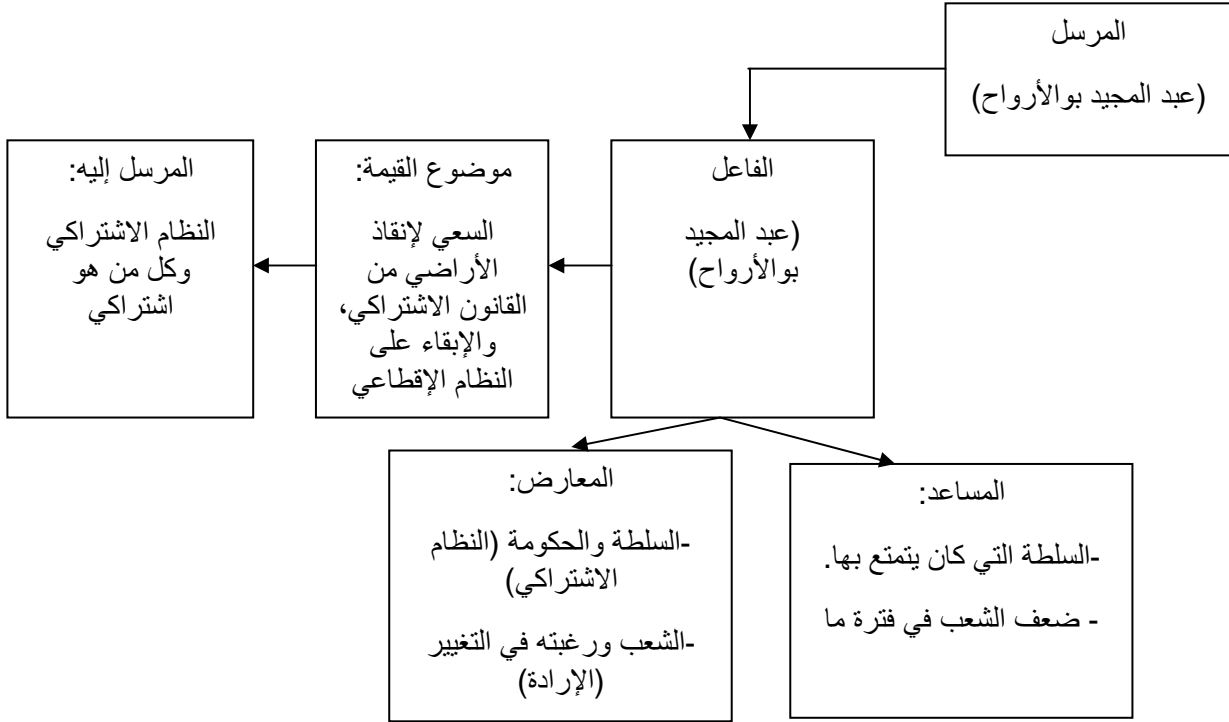 المرسل
(عبد المجيد بوالأرواح)
الفاعل
(عبد المجيد
بوالأرواح)
موضوع القيمة:
السعي لإنقاذ
الأراضي من
القانون الاشتراكي،
والإبقاء على
النظام الإقطاعي
المرسل إليه:
النظام الاشتراكي
وكل من هو
اشتراكي
المساعد:
-السلطة التي كان يتمتع بها.
- ضعف الشعب في فترة ما
المعارض:
-السلطة والحكومة (النظام
الاشتراكي)
-الشعب ورغبته في التغيير
(الإرادة)